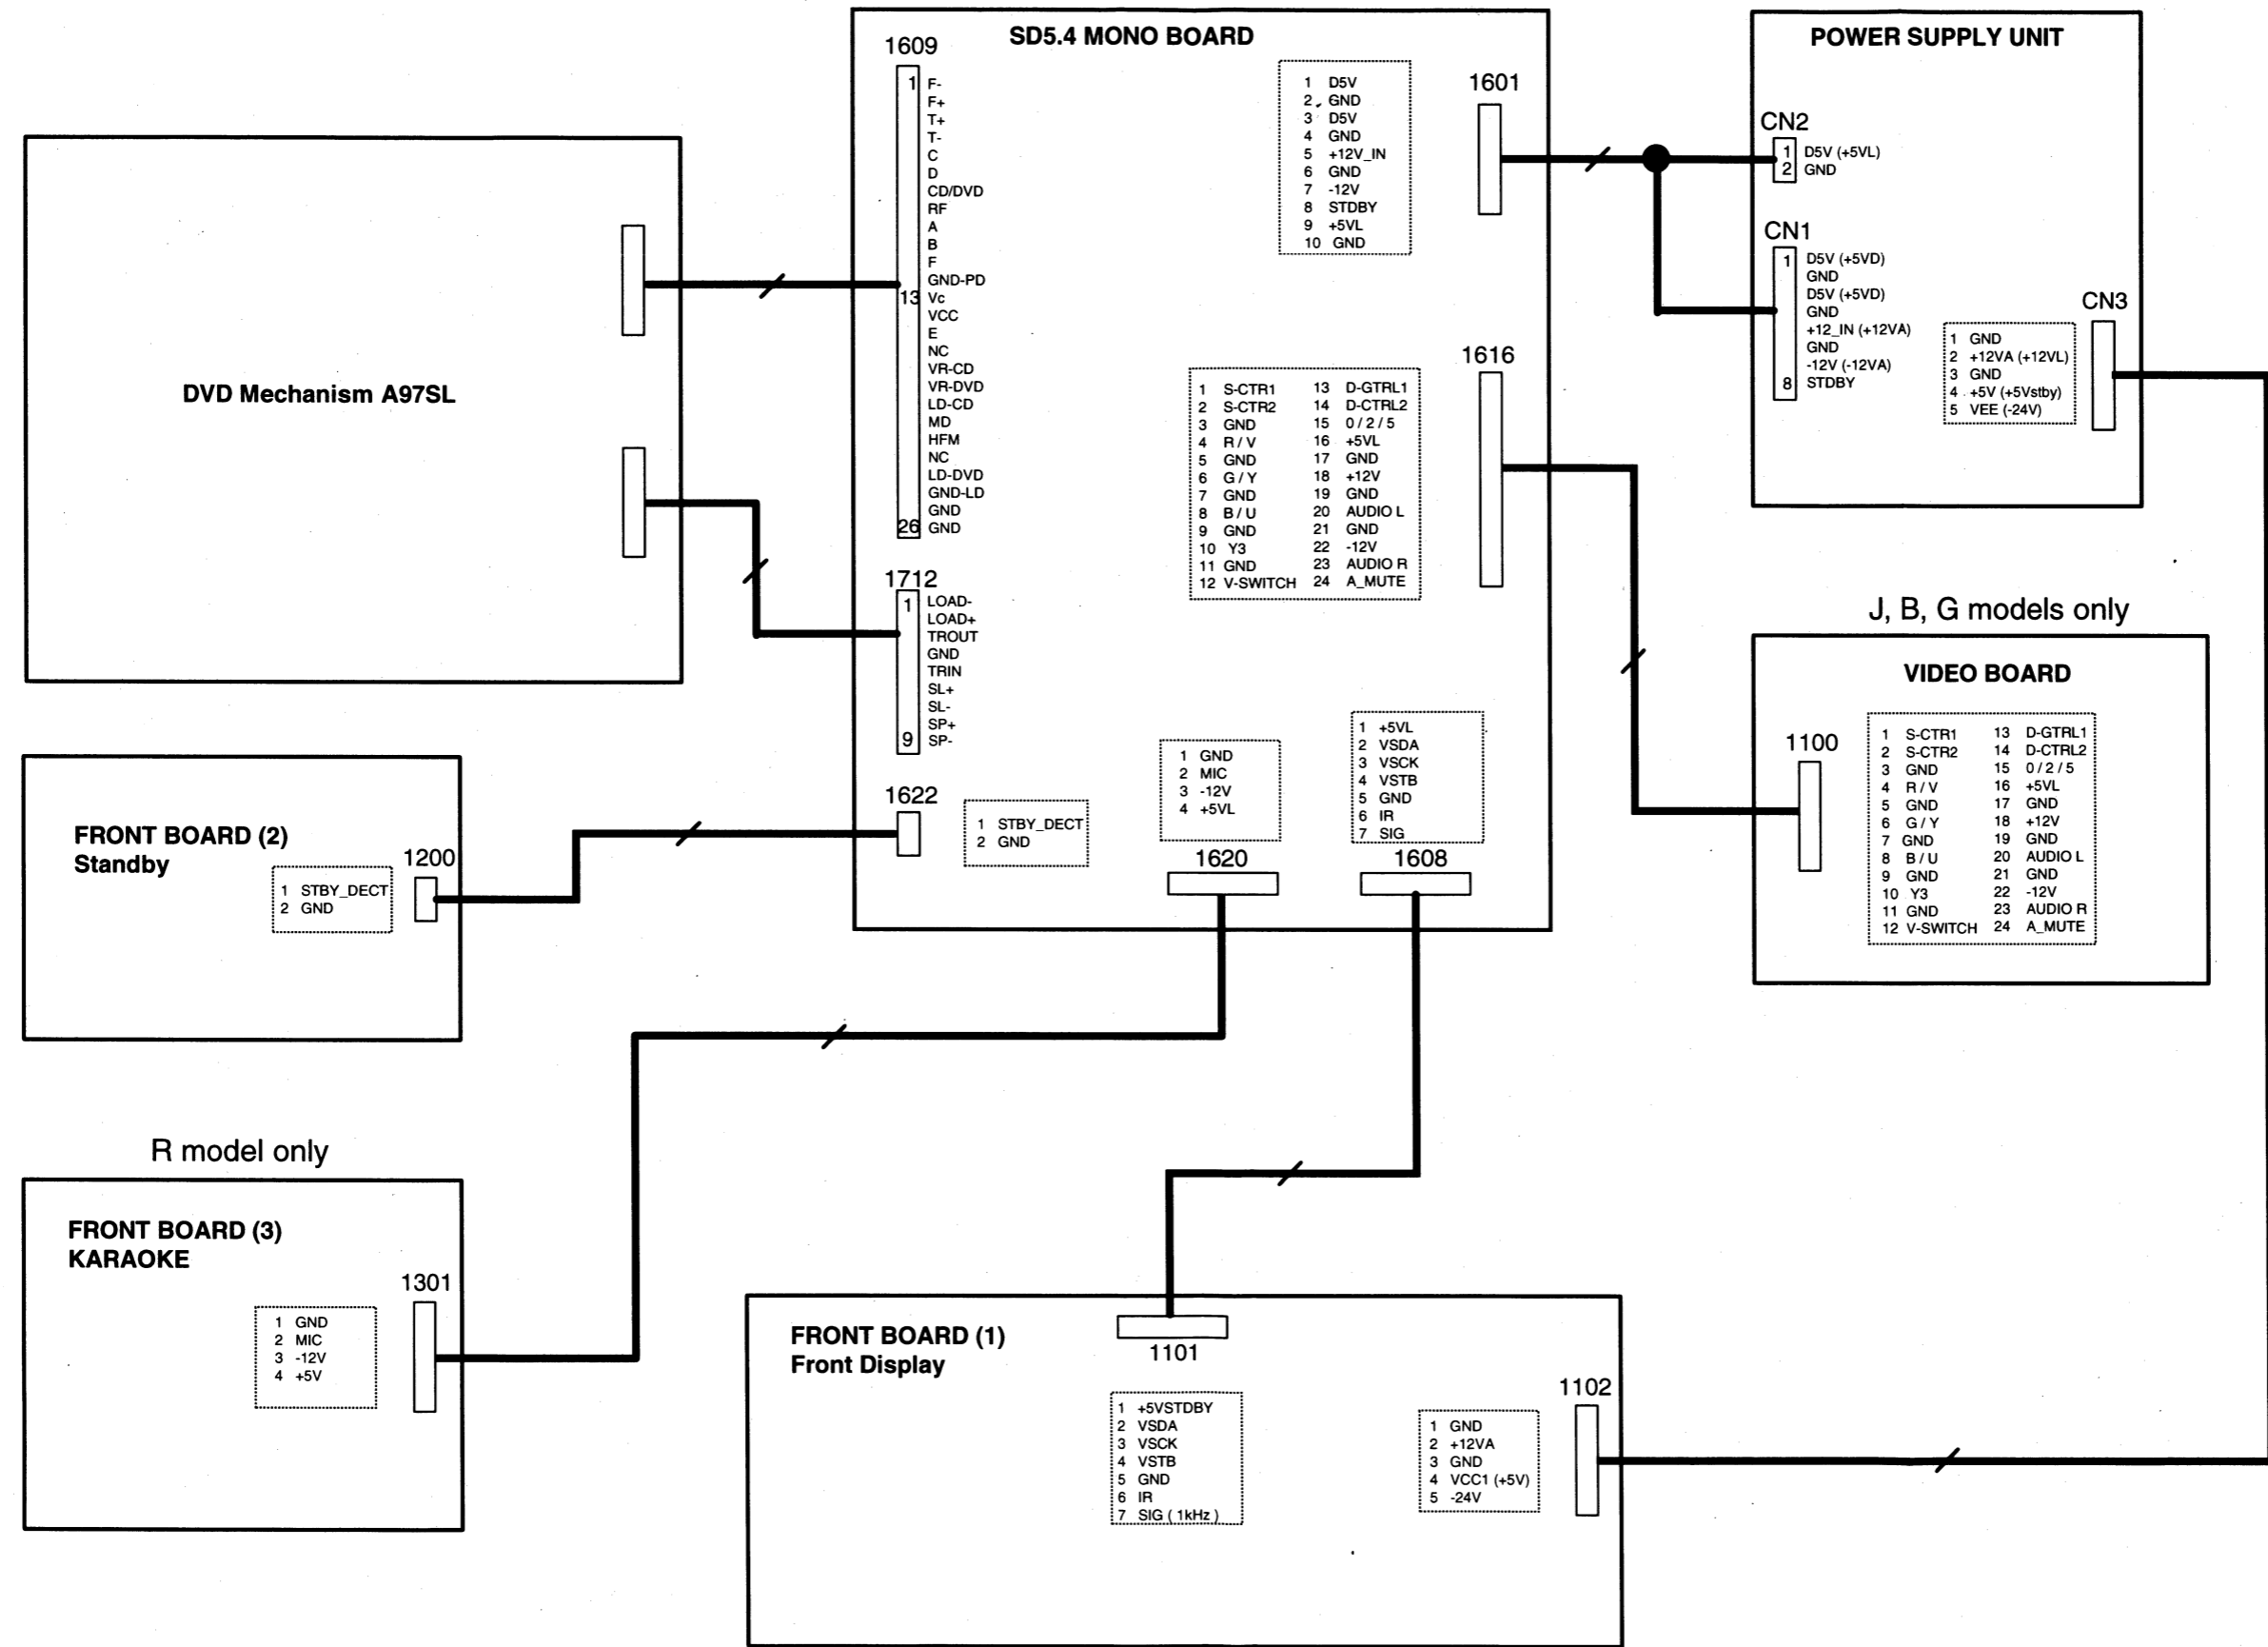 SD5.4 MONO BOARD
1609
1 F-
F+
T+
T-
C
D
CD/DVD
RF
A
B
F
GND-PD
13 Vc
VCC
E
NC
VR-CD
VR-DVD
LD-CD
MD
HFM
NC
LD-DVD
GND-LD
GND
26 GND
1712
1 LOAD-
LOAD+
TROUT
GND
TRIN
SL+
SL-
SP+
9 SP-
1622
1 STBY_DECT
2 GND
1 D5V
2 GND
3 D5V
4 GND
5 +12V_IN
6 GND
7 -12V
8 STDBY
9 +5VL
10 GND
1601
1616
1 S-CTR1 13 D-GTRL1
2 S-CTR2 14 D-CTRL2
3 GND 15 0 / 2 / 5
4 R / V 16 +5VL
5 GND 17 GND
6 G / Y 18 +12V
7 GND 19 GND
8 B / U 20 AUDIO L
9 GND 21 GND
10 Y3 22 -12V
11 GND 23 AUDIO R
12 V-SWITCH 24 A_MUTE
1 GND
2 MIC
3 -12V
4 +5VL
1620
1 +5VL
2 VSDA
3 VSCK
4 VSTB
5 GND
6 IR
7 SIG
1608
POWER SUPPLY UNIT
CN2
1 D5V (+5VL)
2 GND
CN1
1 D5V (+5VD)
GND
D5V (+5VD)
GND
+12_IN (+12VA)
GND
-12V (-12VA)
8 STDBY
CN3
1 GND
2 +12VA (+12VL)
3 GND
4 +5V (+5Vstby)
5 VEE (-24V)
DVD Mechanism A97SL
J, B, G models only
VIDEO BOARD
1100
1 S-CTR1 13 D-GTRL1
2 S-CTR2 14 D-CTRL2
3 GND 15 0 / 2 / 5
4 R / V 16 +5VL
5 GND 17 GND
6 G / Y 18 +12V
7 GND 19 GND
8 B / U 20 AUDIO L
9 GND 21 GND
10 Y3 22 -12V
11 GND 23 AUDIO R
12 V-SWITCH 24 A_MUTE
FRONT BOARD (2)
Standby
1200
1 STBY_DECT
2 GND
R model only
FRONT BOARD (3)
KARAOKE
1301
1 GND
2 MIC
3 -12V
4 +5V
FRONT BOARD (1)
Front Display
1101
1 +5VSTDBY
2 VSDA
3 VSCK
4 VSTB
5 GND
6 IR
7 SIG ( 1kHz )
1102
1 GND
2 +12VA
3 GND
4 VCC1 (+5V)
5 -24V